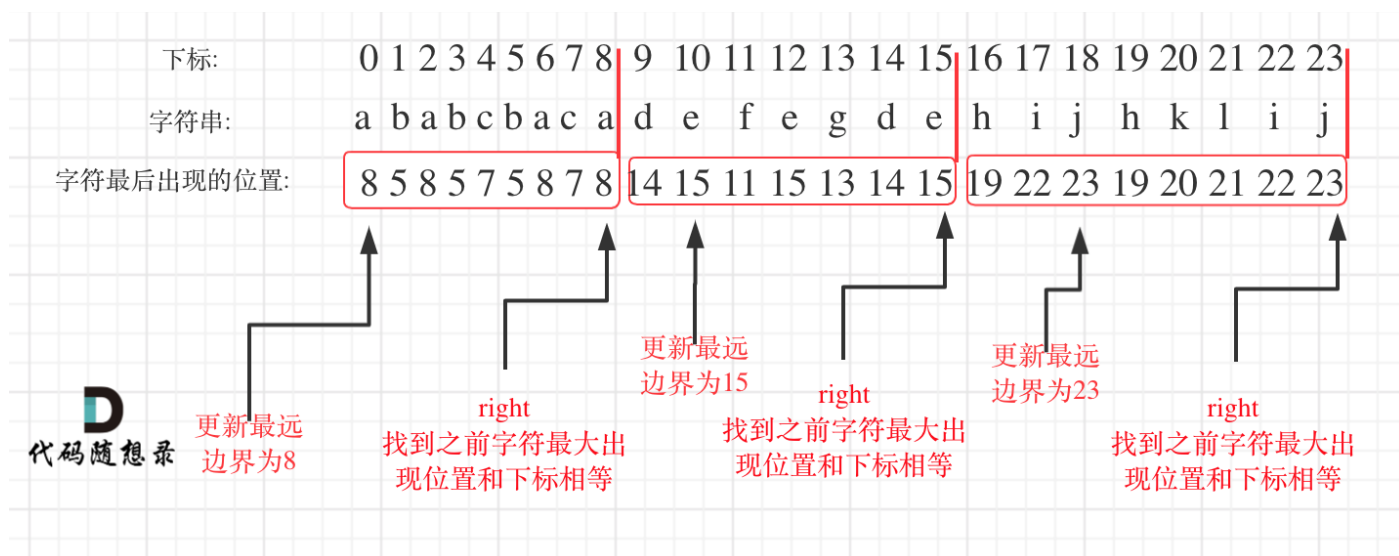 下标: 0 1 2 3 4 5 6 7 8 9 10 11 12 13 14 15 16 17 18 19 20 21 22 23
字符串: a b a b c b a c a d e f e g d e h i j h k l i j
字符最后出现的位置: 8 5 8 5 7 5 8 7 8 14 15 11 15 13 14 15 19 22 23 19 20 21 22 23
更新最远
边界为8
right
找到之前字符最大出
现位置和下标相等
更新最远
边界为15
right
找到之前字符最大出
现位置和下标相等
更新最远
边界为23
right
找到之前字符最大出
现位置和下标相等
代码随想录